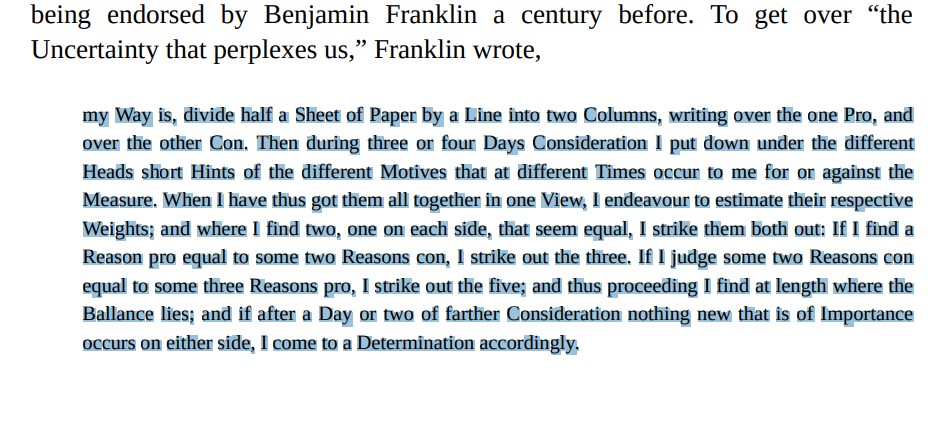 being endorsed by Benjamin Franklin a century before. To get over “the
Uncertainty that perplexes us,” Franklin wrote,
my Way is, divide half a Sheet of Paper by a Line into two Columns, writing over the one Pro, and
over the other Con. Then during three or four Days Consideration I put down under the different
Heads short Hints of the different Motives that at different Times occur to me for or against the
Measure. When I have thus got them all together in one View, I endeavour to estimate their respective
Weights; and where I find two, one on each side, that seem equal, I strike them both out: If I find a
Reason pro equal to some two Reasons con, I strike out the three. If I judge some two Reasons con
equal to some three Reasons pro, I strike out the five; and thus proceeding I find at length where the
Ballance lies; and if after a Day or two of farther Consideration nothing new that is of Importance
occurs on either side, I come to a Determination accordingly.